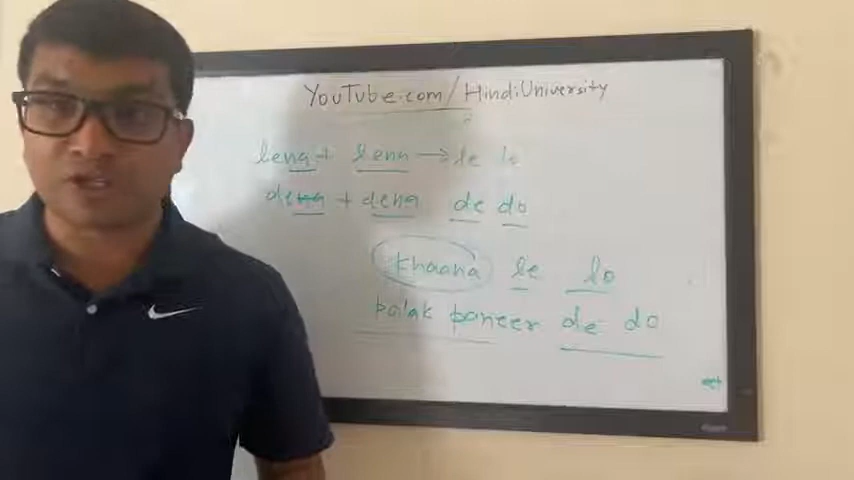 YouTube.com/HindiUniversity
lena + lena → le lo
dena + dena de do
khaana le lo
palak paneer de do